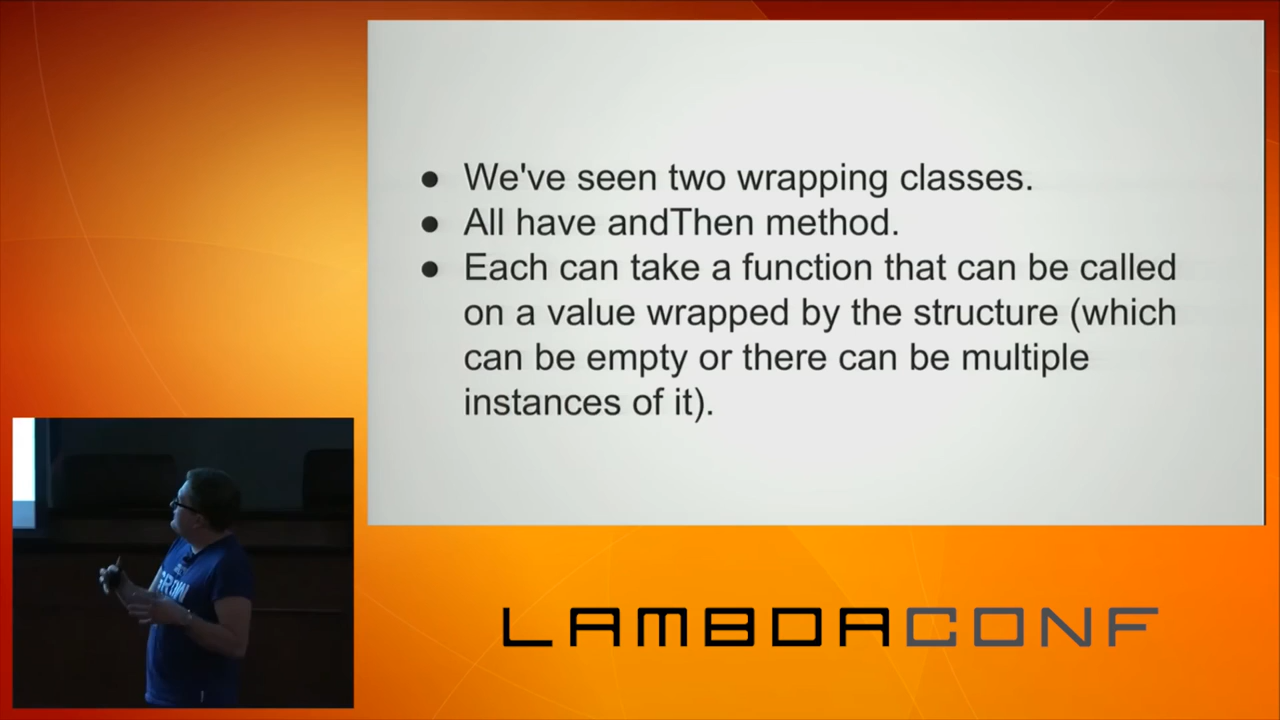 ● We've seen two wrapping classes.
● All have andThen method.
● Each can take a function that can be called
on a value wrapped by the structure (which
can be empty or there can be multiple
instances of it).
LAMBDACONF